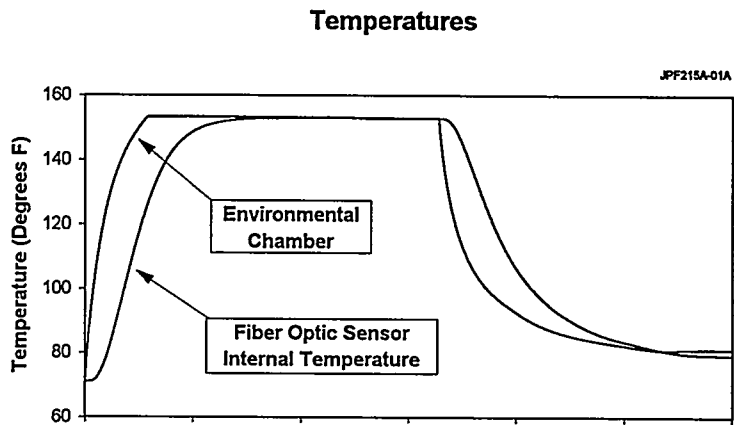 Temperatures
JPF215A-01A
Temperature (Degrees F)
160
140
120
100
80
60
Environmental
Chamber
Fiber Optic Sensor
Internal Temperature